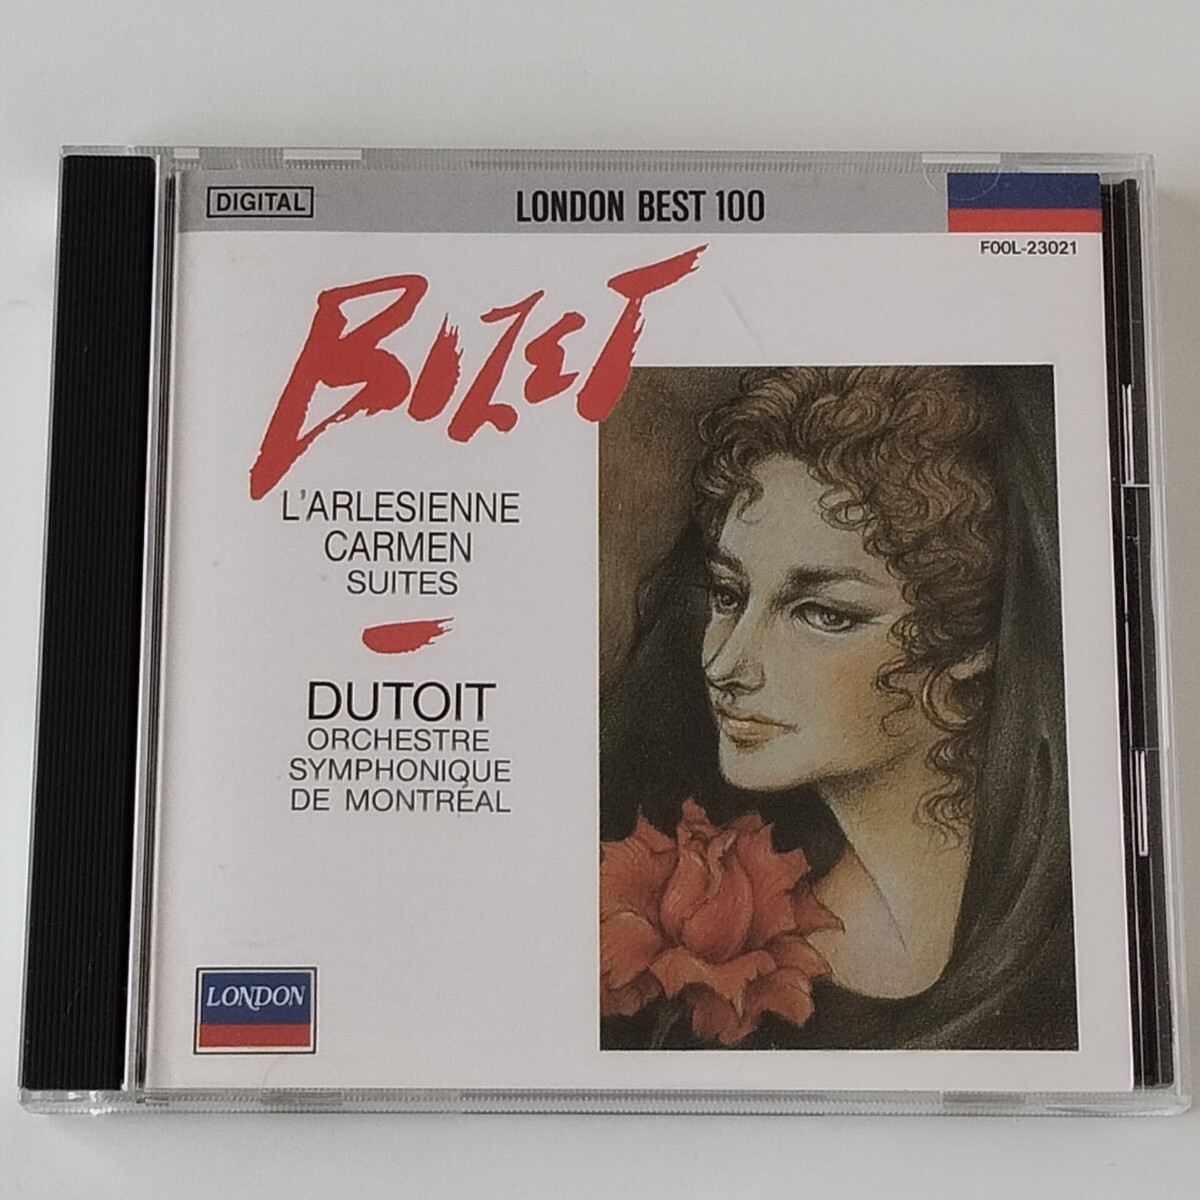 DIGITAL
LONDON BEST 100
F00L-23021
BIZET
L'ARLESIENNE
CARMEN
SUITES
DUTOIT
ORCHESTRE
SYMPHONIQUE
DE MONTRÉAL
LONDON